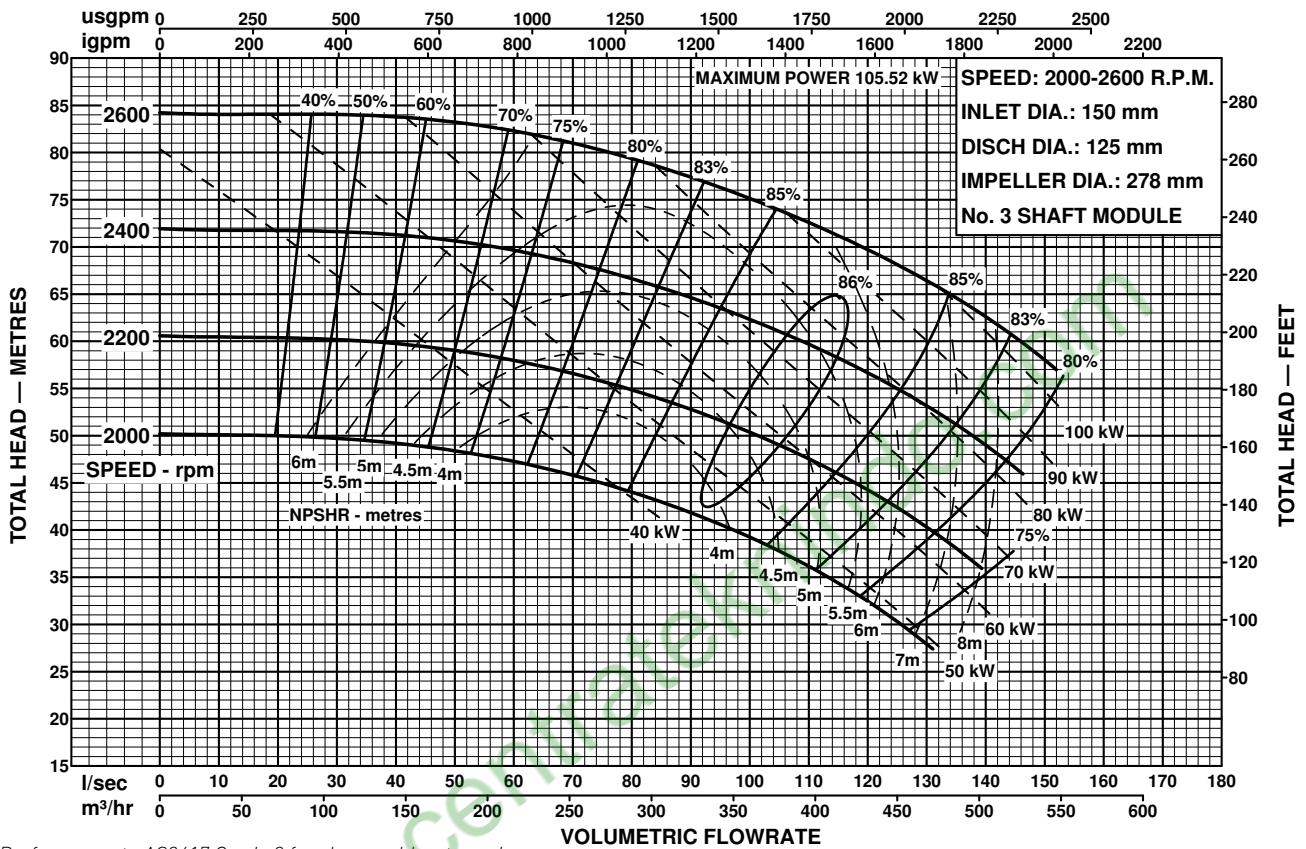 usgpm 0 250 500 750 1000 1250 1500 1750 2000 2250 2500
igpm 0 200 400 600 800 1000 1200 1400 1600 1800 2000 2200
MAXIMUM POWER 105.52 kW
SPEED: 2000-2600 R.P.M.
INLET DIA.: 150 mm
DISCH DIA.: 125 mm
IMPELLER DIA.: 278 mm
No. 3 SHAFT MODULE
TOTAL HEAD — METRES
90
85
80
75
70
65
60
55
50
45
40
35
30
25
20
15
2600
2400
2200
2000
SPEED - rpm
40% 50% 60% 70% 75% 80% 83% 85%
86%
85%
83%
80%
75%
6m
5.5m
5m
4.5m
4m
NPSHR - metres
40 kW
4m
4.5m
5m
5.5m
6m
7m
8m
50 kW
60 kW
70 kW
80 kW
90 kW
100 kW
280
260
240
220
200
180
160
140
120
100
80
TOTAL HEAD — FEET
l/sec 0 10 20 30 40 50 60 70 80 90 100 110 120 130 140 150 160 170 180
m³/hr 0 50 100 150 200 250 300 350 400 450 500 550 600
VOLUMETRIC FLOWRATE
centrateknindo.com